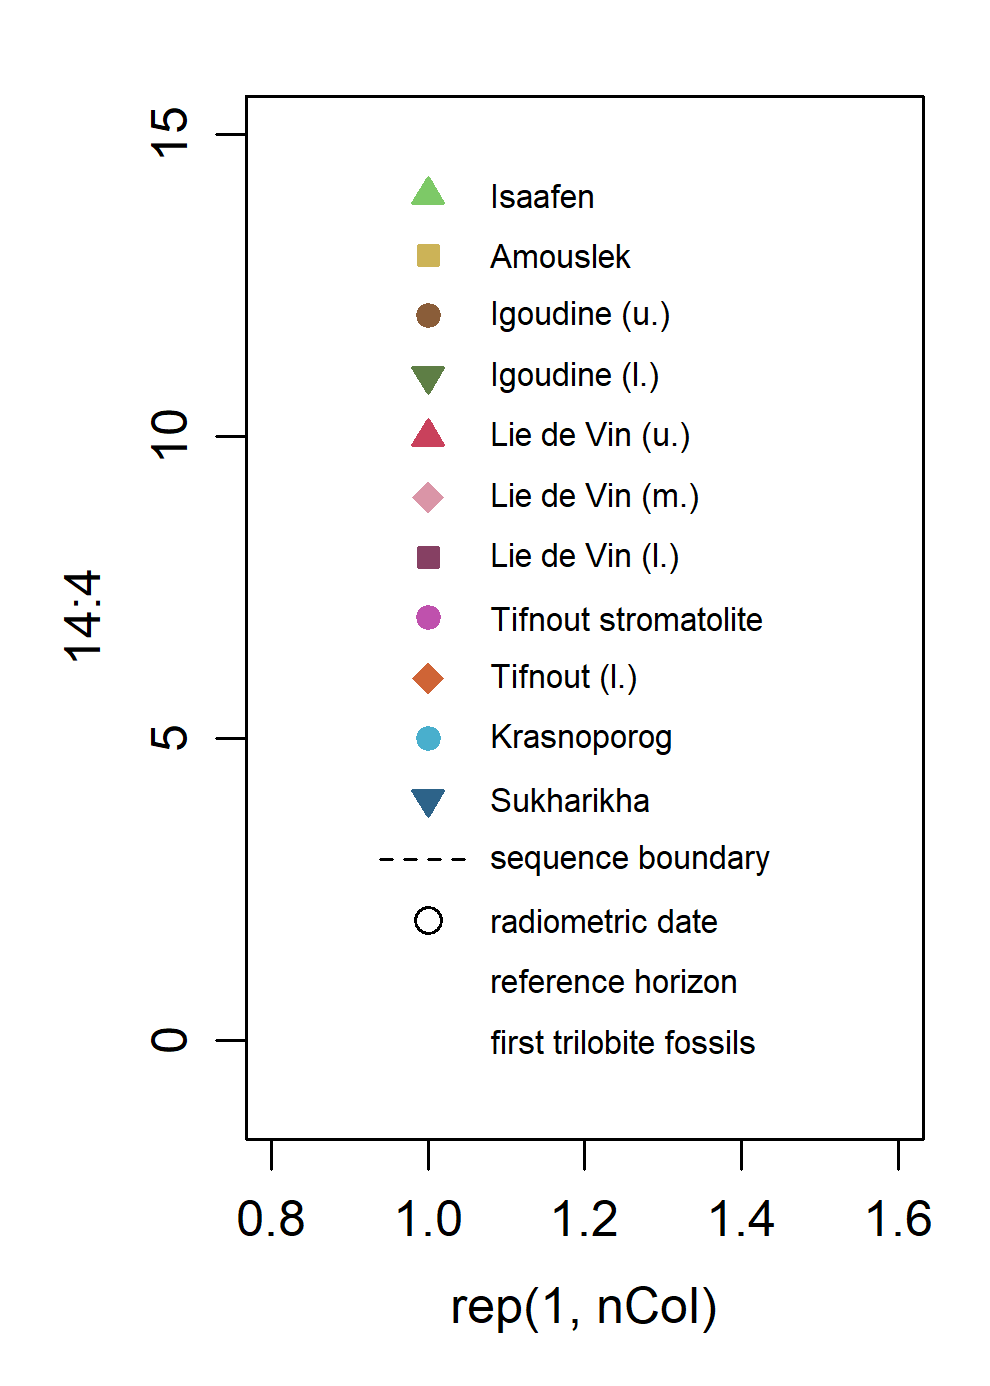 15
Isaafen
Amouslek
Igoudine (u.)
Igoudine (l.)
10
Lie de Vin (u.)
Lie de Vin (m.)
Lie de Vin (l.)
14:4
Tifnout stromatolite
Tifnout (l.)
5
Krasnoporog
Sukharikha
sequence boundary
radiometric date
reference horizon
0
first trilobite fossils
0.8 1.0 1.2 1.4 1.6
rep(1, nCol)